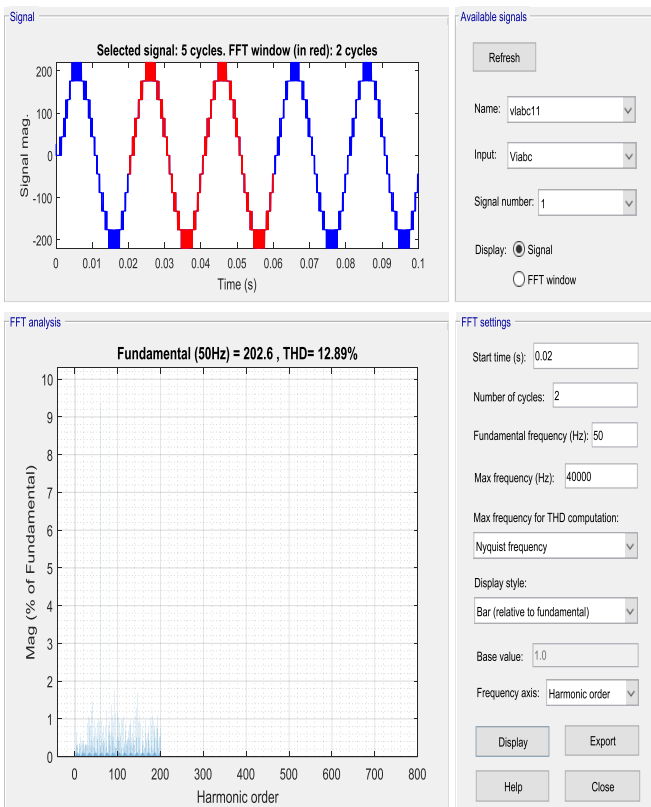 Signal
Selected signal: 5 cycles. FFT window (in red): 2 cycles
200
100
0
-100
-200
Signal mag.
0 0.01 0.02 0.03 0.04 0.05 0.06 0.07 0.08 0.09 0.1
Time (s)
Available signals
Refresh
Name: vlabc11
Input: Viabc
Signal number: 1
Display: Signal
FFT window
FFT analysis
Fundamental (50Hz) = 202.6 , THD= 12.89%
10
9
8
7
6
5
4
3
2
1
0
Mag (% of Fundamental)
0 100 200 300 400 500 600 700 800
Harmonic order
FFT settings
Start time (s): 0.02
Number of cycles: 2
Fundamental frequency (Hz): 50
Max frequency (Hz): 40000
Max frequency for THD computation:
Nyquist frequency
Display style:
Bar (relative to fundamental)
Base value: 1.0
Frequency axis: Harmonic order
Display Export
Help Close